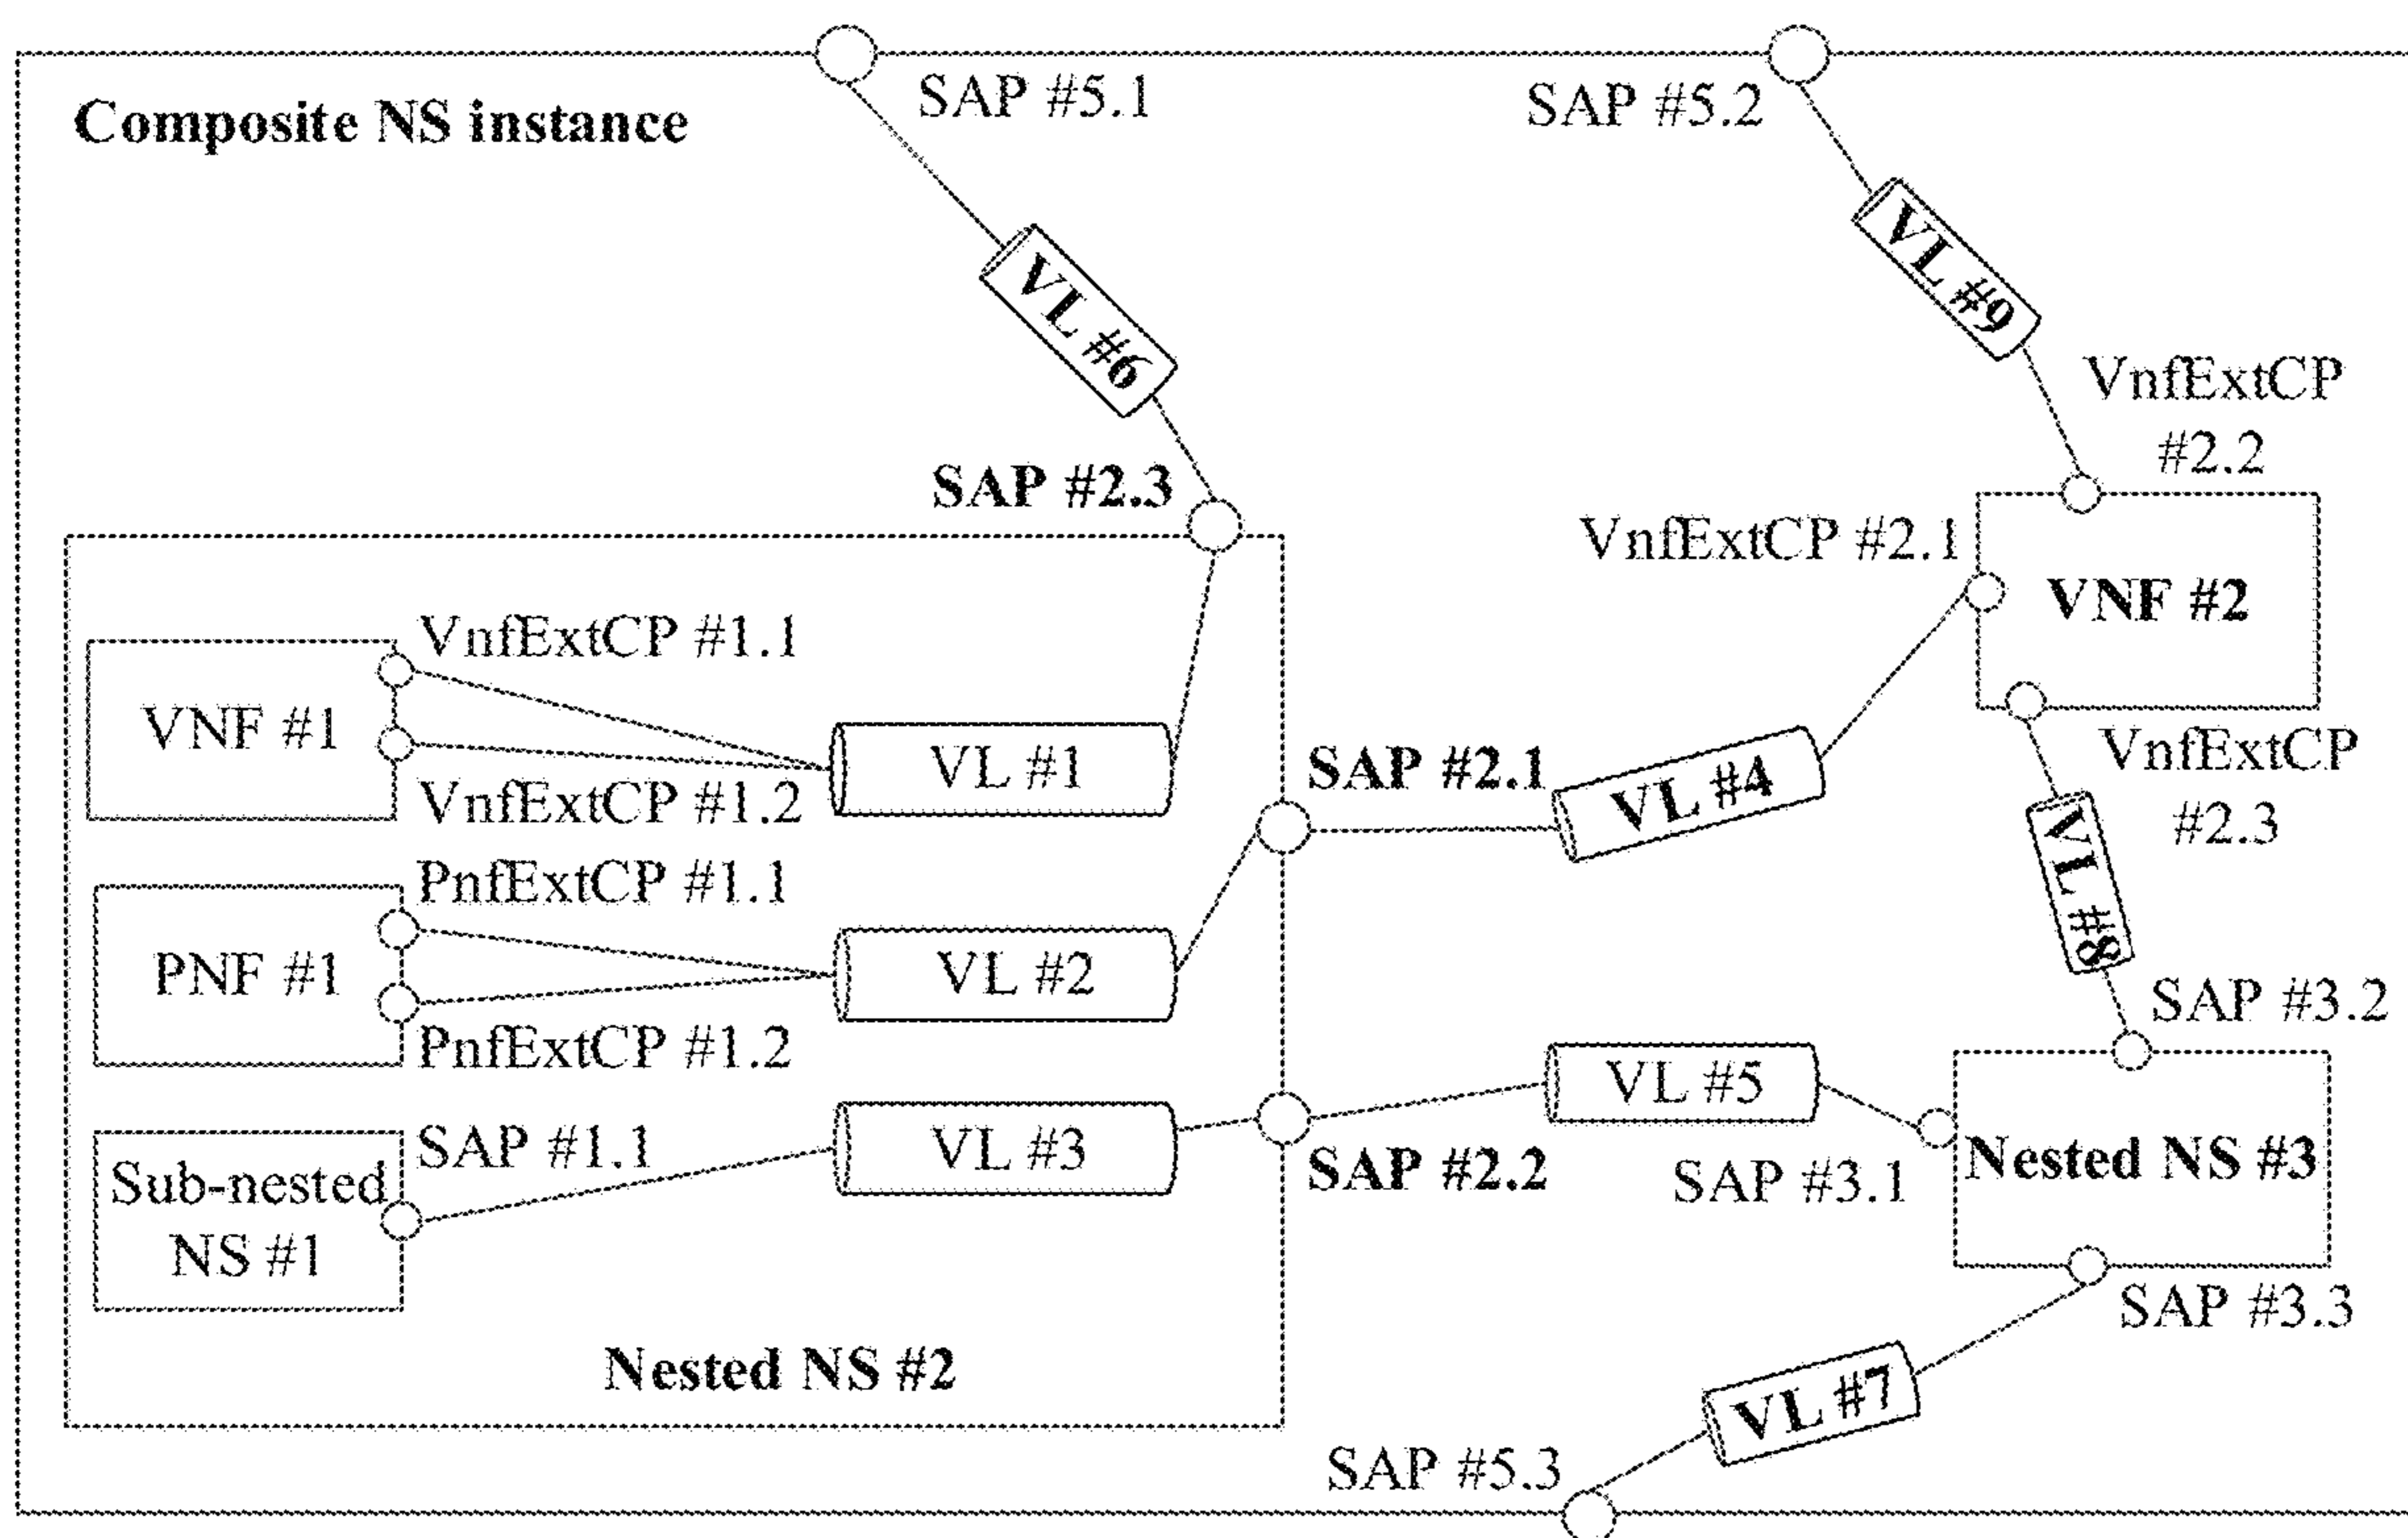 SAP #5.1
SAP #5.2
Composite NS instance
VL #6
VL #9
VnfExtCP
#2.2
SAP #2.3
VnfExtCP #2.1
VNF #2
VnfExtCP #1.1
VNF #1
VnfExtCP #1.2
VL #1
SAP #2.1
VL #4
VnfExtCP
#2.3
VL #8
PnfExtCP #1.1
PNF #1
PnfExtCP #1.2
VL #2
SAP #3.2
SAP #1.1
Sub-nested
NS #1
VL #3
SAP #2.2
VL #5
SAP #3.1
Nested NS #3
SAP #3.3
Nested NS #2
VL #7
SAP #5.3